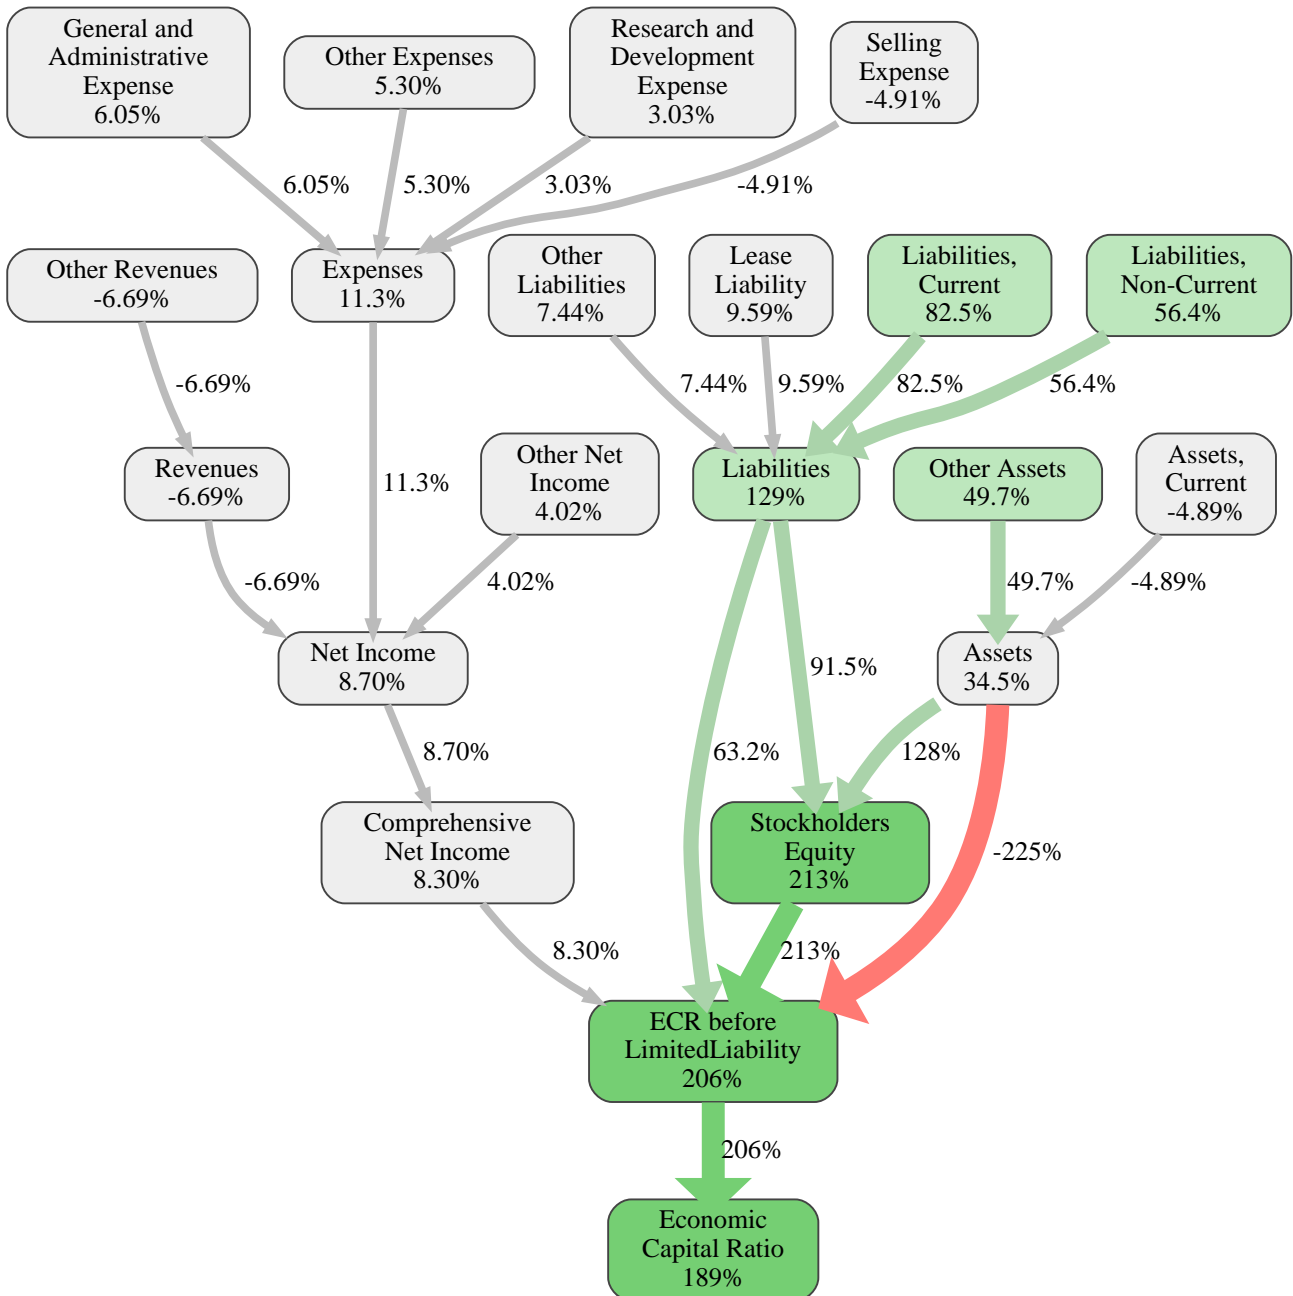 General and
Administrative
Expense
6.05%
Other Expenses
5.30%
Research and
Development
Expense
3.03%
Selling
Expense
-4.91%
6.05%
5.30%
3.03%
-4.91%
Other Revenues
-6.69%
Expenses
11.3%
Other
Liabilities
7.44%
Lease
Liability
9.59%
Liabilities,
Current
82.5%
Liabilities,
Non-Current
56.4%
-6.69%
7.44%
9.59%
82.5%
56.4%
Revenues
-6.69%
11.3%
Other Net
Income
4.02%
Liabilities
129%
Other Assets
49.7%
Assets,
Current
-4.89%
-6.69%
4.02%
49.7%
-4.89%
Net Income
8.70%
91.5%
Assets
34.5%
8.70%
63.2%
128%
Comprehensive
Net Income
8.30%
Stockholders
Equity
213%
-225%
8.30%
213%
ECR before
LimitedLiability
206%
206%
Economic
Capital Ratio
189%